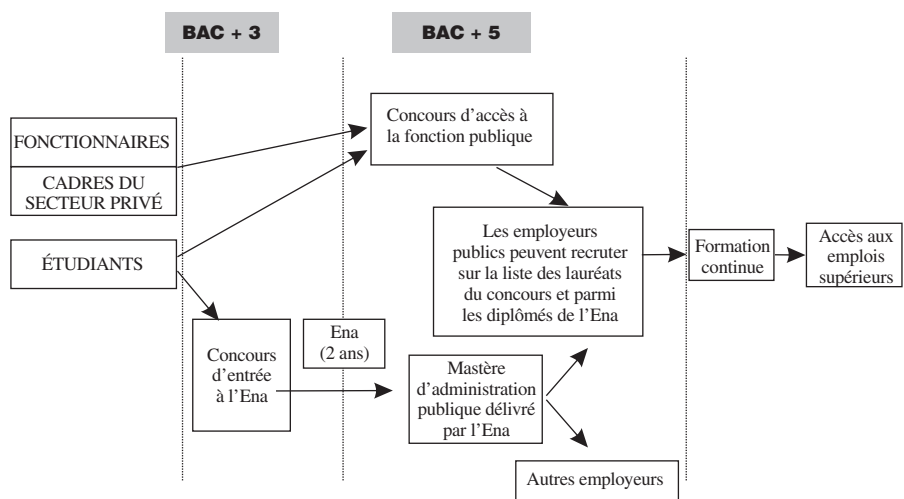 BAC + 3
BAC + 5
FONCTIONNAIRES
CADRES DU
SECTEUR PRIVÉ
ÉTUDIANTS
Concours d’accès à
la fonction publique
Les employeurs
publics peuvent recruter
sur la liste des lauréats
du concours et parmi
les diplômés de l’Ena
Formation
continue
Accès aux
emplois
supérieurs
Concours
d’entrée
à l’Ena
Ena
(2 ans)
Mastère
d’administration
publique délivré
par l’Ena
Autres employeurs